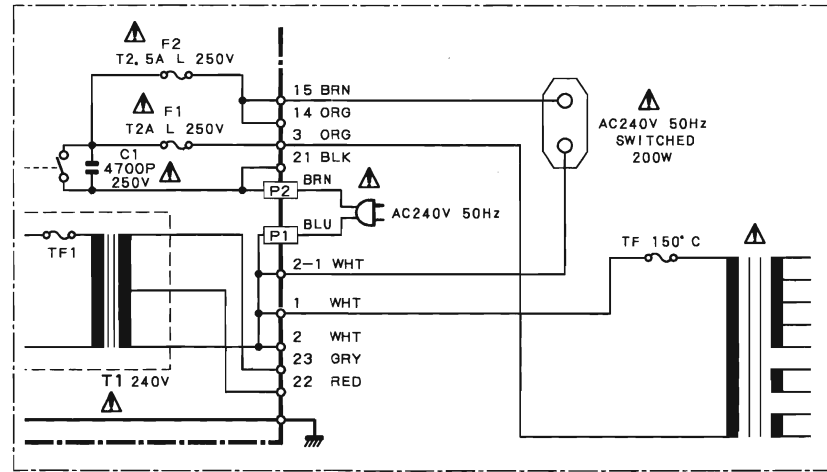 F2
T2.5A L 250V
15 BRN
14 ORG
F1
T2A L 250V
3 ORG
21 BLK
C1
4700P
250V
P2
BRN
AC240V 50Hz
AC240V 50Hz
SWITCHED
200W
P1
BLU
TF1
2-1 WHT
TF 150°C
1 WHT
2 WHT
23 GRY
22 RED
T1 240V